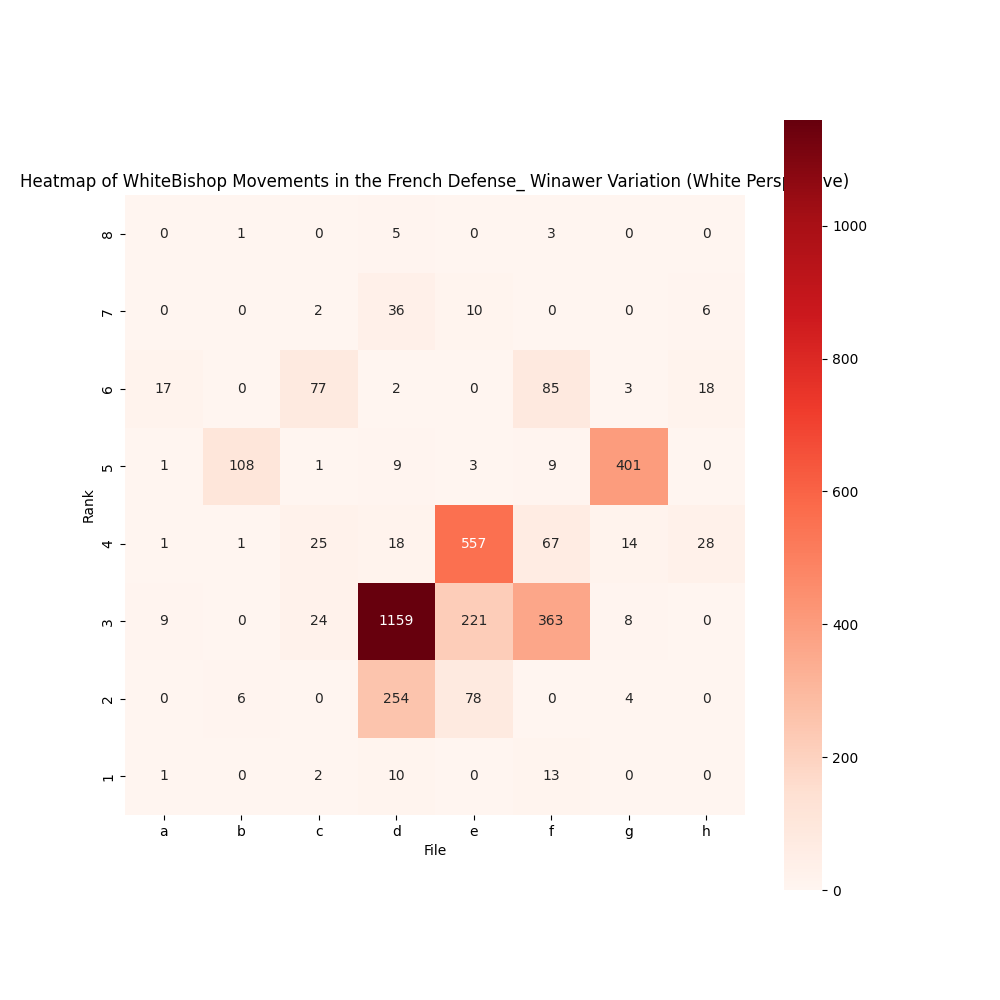 Heatmap of WhiteBishop Movements in the French Defense_ Winawer Variation (White Perspective)
8 0 1 0 5 0 3 0 0
7 0 0 2 36 10 0 0 6
6 17 0 77 2 0 85 3 18
5 1 108 1 9 3 9 401 0
4 1 1 25 18 557 67 14 28
3 9 0 24 1159 221 363 8 0
2 0 6 0 254 78 0 4 0
1 1 0 2 10 0 13 0 0
a b c d e f g h
File
Rank
1000
800
600
400
200
0